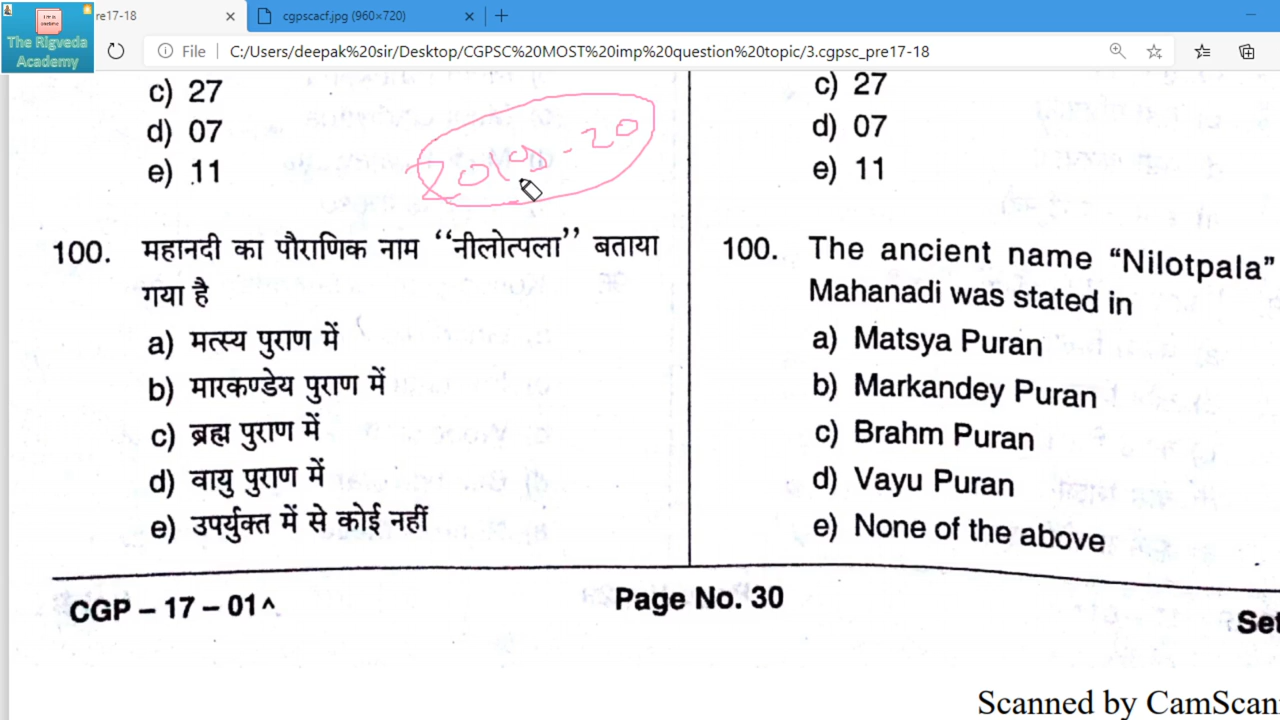 The Rigveda
Academy
re17-18
cgpscacf.jpg (960×720)
File
C:/Users/deepak%20sir/Desktop/CGPSC%20MOST%20imp%20question%20topic/3.cgpsc_pre17-18
c) 27
d) 07
e) 11
2019-20
100. महानदी का पौराणिक नाम “नीलोत्पला” बताया
गया है
a) मत्स्य पुराण में
b) मारकण्डेय पुराण में
c) ब्रह्म पुराण में
d) वायु पुराण में
e) उपर्युक्त में से कोई नहीं
c) 27
d) 07
e) 11
100. The ancient name “Nilotpala”
Mahanadi was stated in
a) Matsya Puran
b) Markandey Puran
c) Brahm Puran
d) Vayu Puran
e) None of the above
CGP – 17 – 01^
Page No. 30
Set
Scanned by CamScan